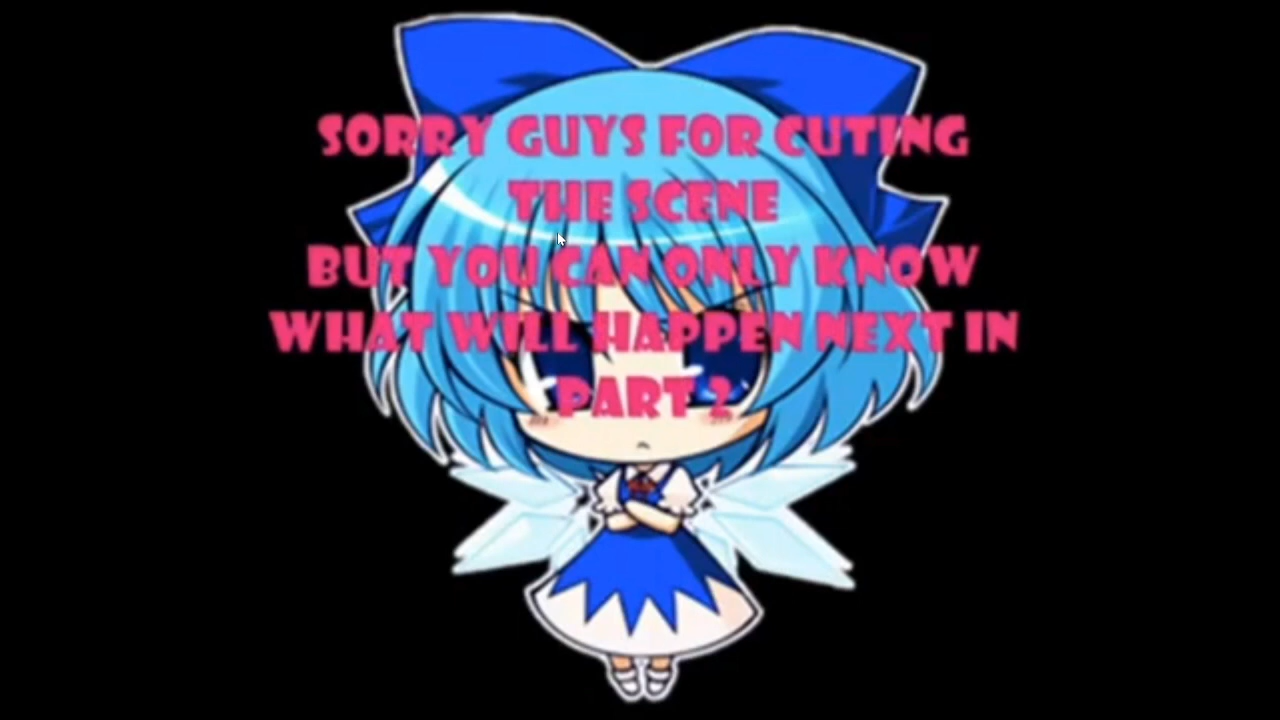 SORRY GUYS FOR CUTING
THE SCENE
BUT YOU CAN ONLY KNOW
WHAT WILL HAPPEN NEXT IN
PART 2